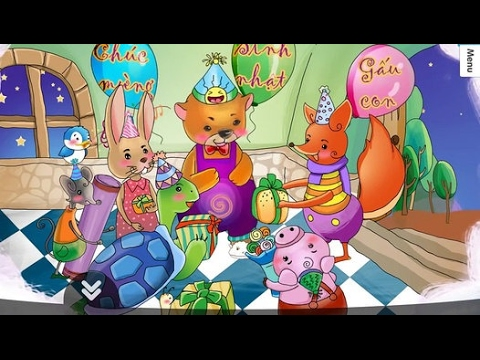 Chúc
mừng
Sinh
nhật
Gấu
con
Menu